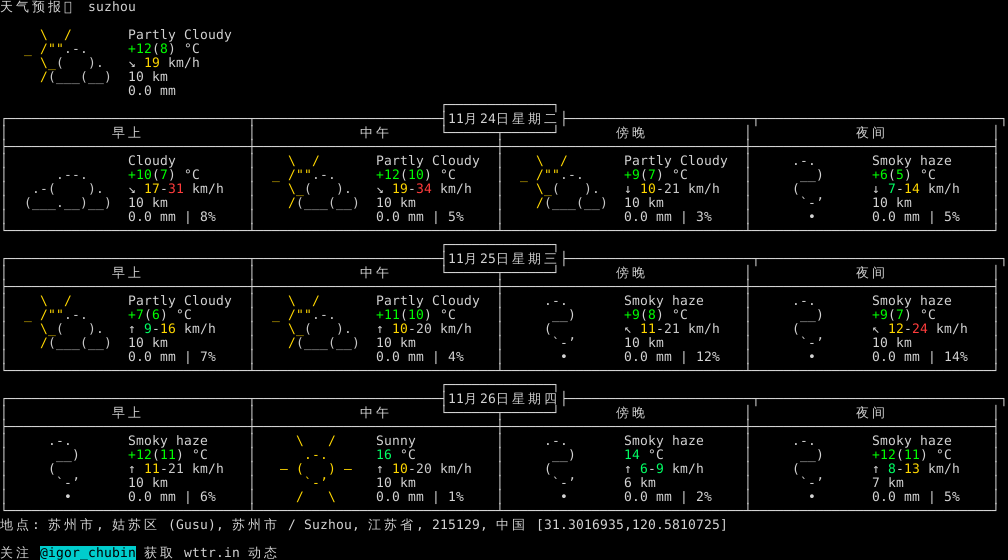 天气预报 suzhou
Partly Cloudy
+12(8) °C
↘ 19 km/h
10 km
0.0 mm
11月24日星期二
早上 中午 傍晚 夜间
Cloudy Partly Cloudy Partly Cloudy Smoky haze
+10(7) °C +12(10) °C +9(7) °C +6(5) °C
↘ 17-31 km/h ↘ 19-34 km/h ↓ 10-21 km/h ↓ 7-14 km/h
10 km 10 km 10 km 10 km
0.0 mm | 8% 0.0 mm | 5% 0.0 mm | 3% 0.0 mm | 5%
11月25日星期三
早上 中午 傍晚 夜间
Partly Cloudy Partly Cloudy Smoky haze Smoky haze
+7(6) °C +11(10) °C +9(8) °C +9(7) °C
↑ 9-16 km/h ↑ 10-20 km/h ↖ 11-21 km/h ↖ 12-24 km/h
10 km 10 km 10 km 10 km
0.0 mm | 7% 0.0 mm | 4% 0.0 mm | 12% 0.0 mm | 14%
11月26日星期四
早上 中午 傍晚 夜间
Smoky haze Sunny Smoky haze Smoky haze
+12(11) °C 16 °C 14 °C +12(11) °C
↑ 11-21 km/h ↑ 10-20 km/h ↑ 6-9 km/h ↑ 8-13 km/h
10 km 10 km 6 km 7 km
0.0 mm | 6% 0.0 mm | 1% 0.0 mm | 2% 0.0 mm | 5%
地点: 苏州市, 姑苏区 (Gusu), 苏州市 / Suzhou, 江苏省, 215129, 中国 [31.3016935,120.5810725]
关注 @igor_chubin 获取 wttr.in 动态